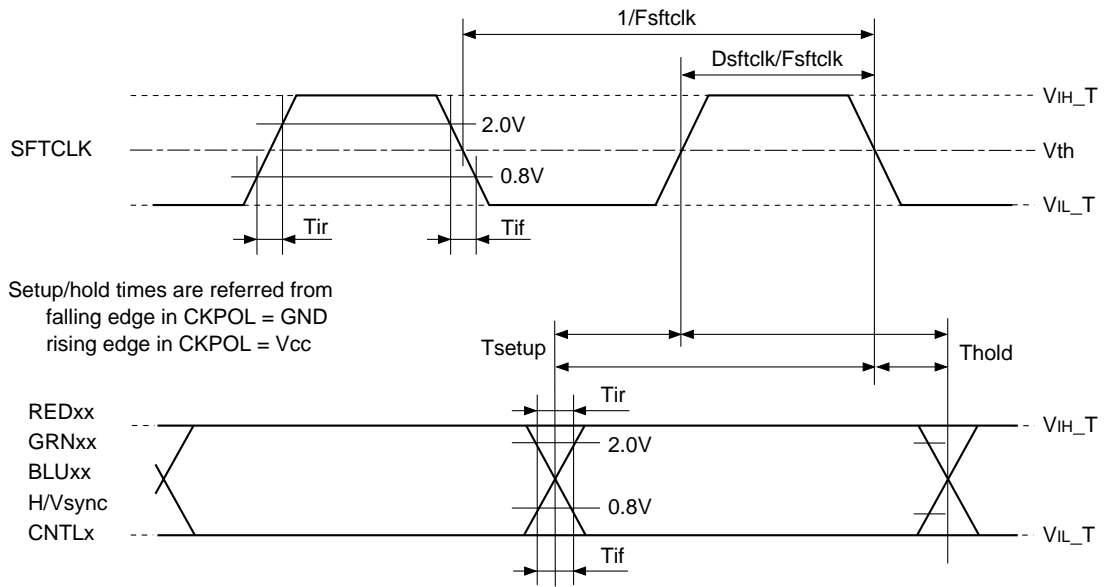 1/Fsftclk
Dsftclk/Fsftclk
VIH_T
2.0V
SFTCLK
Vth
0.8V
VIL_T
Tir
Tif
Setup/hold times are referred from
falling edge in CKPOL = GND
rising edge in CKPOL = Vcc
Tsetup
Thold
Tir
REDxx
VIH_T
GRNxx
2.0V
BLUxx
H/Vsync
0.8V
CNTLx
VIL_T
Tif